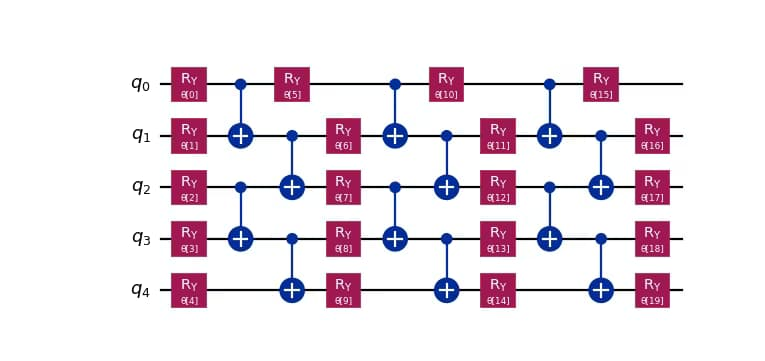 q0 RY θ[0] RY θ[5] RY θ[10] RY θ[15]
q1 RY θ[1] RY θ[6] RY θ[11] RY θ[16]
q2 RY θ[2] RY θ[7] RY θ[12] RY θ[17]
q3 RY θ[3] RY θ[8] RY θ[13] RY θ[18]
q4 RY θ[4] RY θ[9] RY θ[14] RY θ[19]